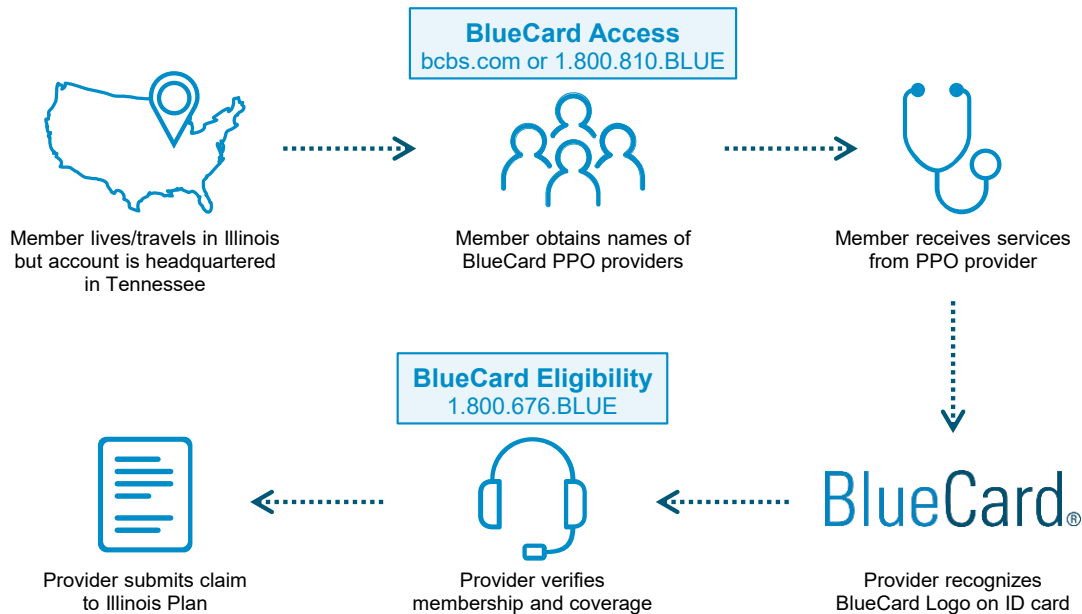 BlueCard Access
bcbs.com or 1.800.810.BLUE
Member lives/travels in Illinois
but account is headquartered
in Tennessee
Member obtains names of
BlueCard PPO providers
Member receives services
from PPO provider
BlueCard Eligibility
1.800.676.BLUE
BlueCard®
Provider recognizes
BlueCard Logo on ID card
Provider verifies
membership and coverage
Provider submits claim
to Illinois Plan